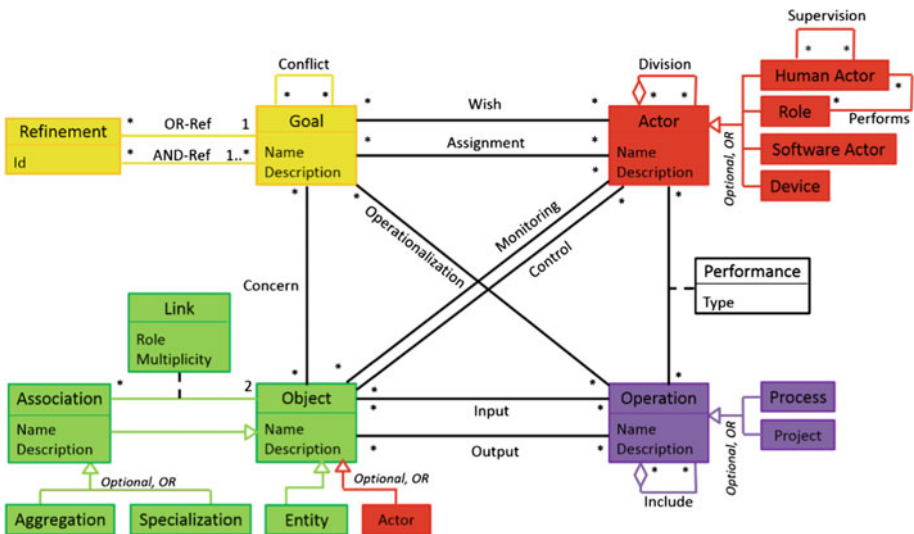 Supervision
*
*
Conflict
*
*
Division
*
*
Human Actor
*
Role
*
Performs
Software Actor
Device
Optional, OR
Refinement
Id
*
OR-Ref
1
*
AND-Ref
1..*
Goal
Name
Description
*
Wish
*
*
Assignment
*
Actor
Name
Description
*
*
*
*
*
*
Operationalization
Monitoring
Control
Concern
Performance
Type
Link
Role
Multiplicity
*
2
*
*
*
*
Association
Name
Description
Object
Name
Description
*
Input
*
*
Output
*
Operation
Name
Description
*
*
Include
Process
Project
Optional, OR
Optional, OR
Optional, OR
Aggregation
Specialization
Entity
Actor